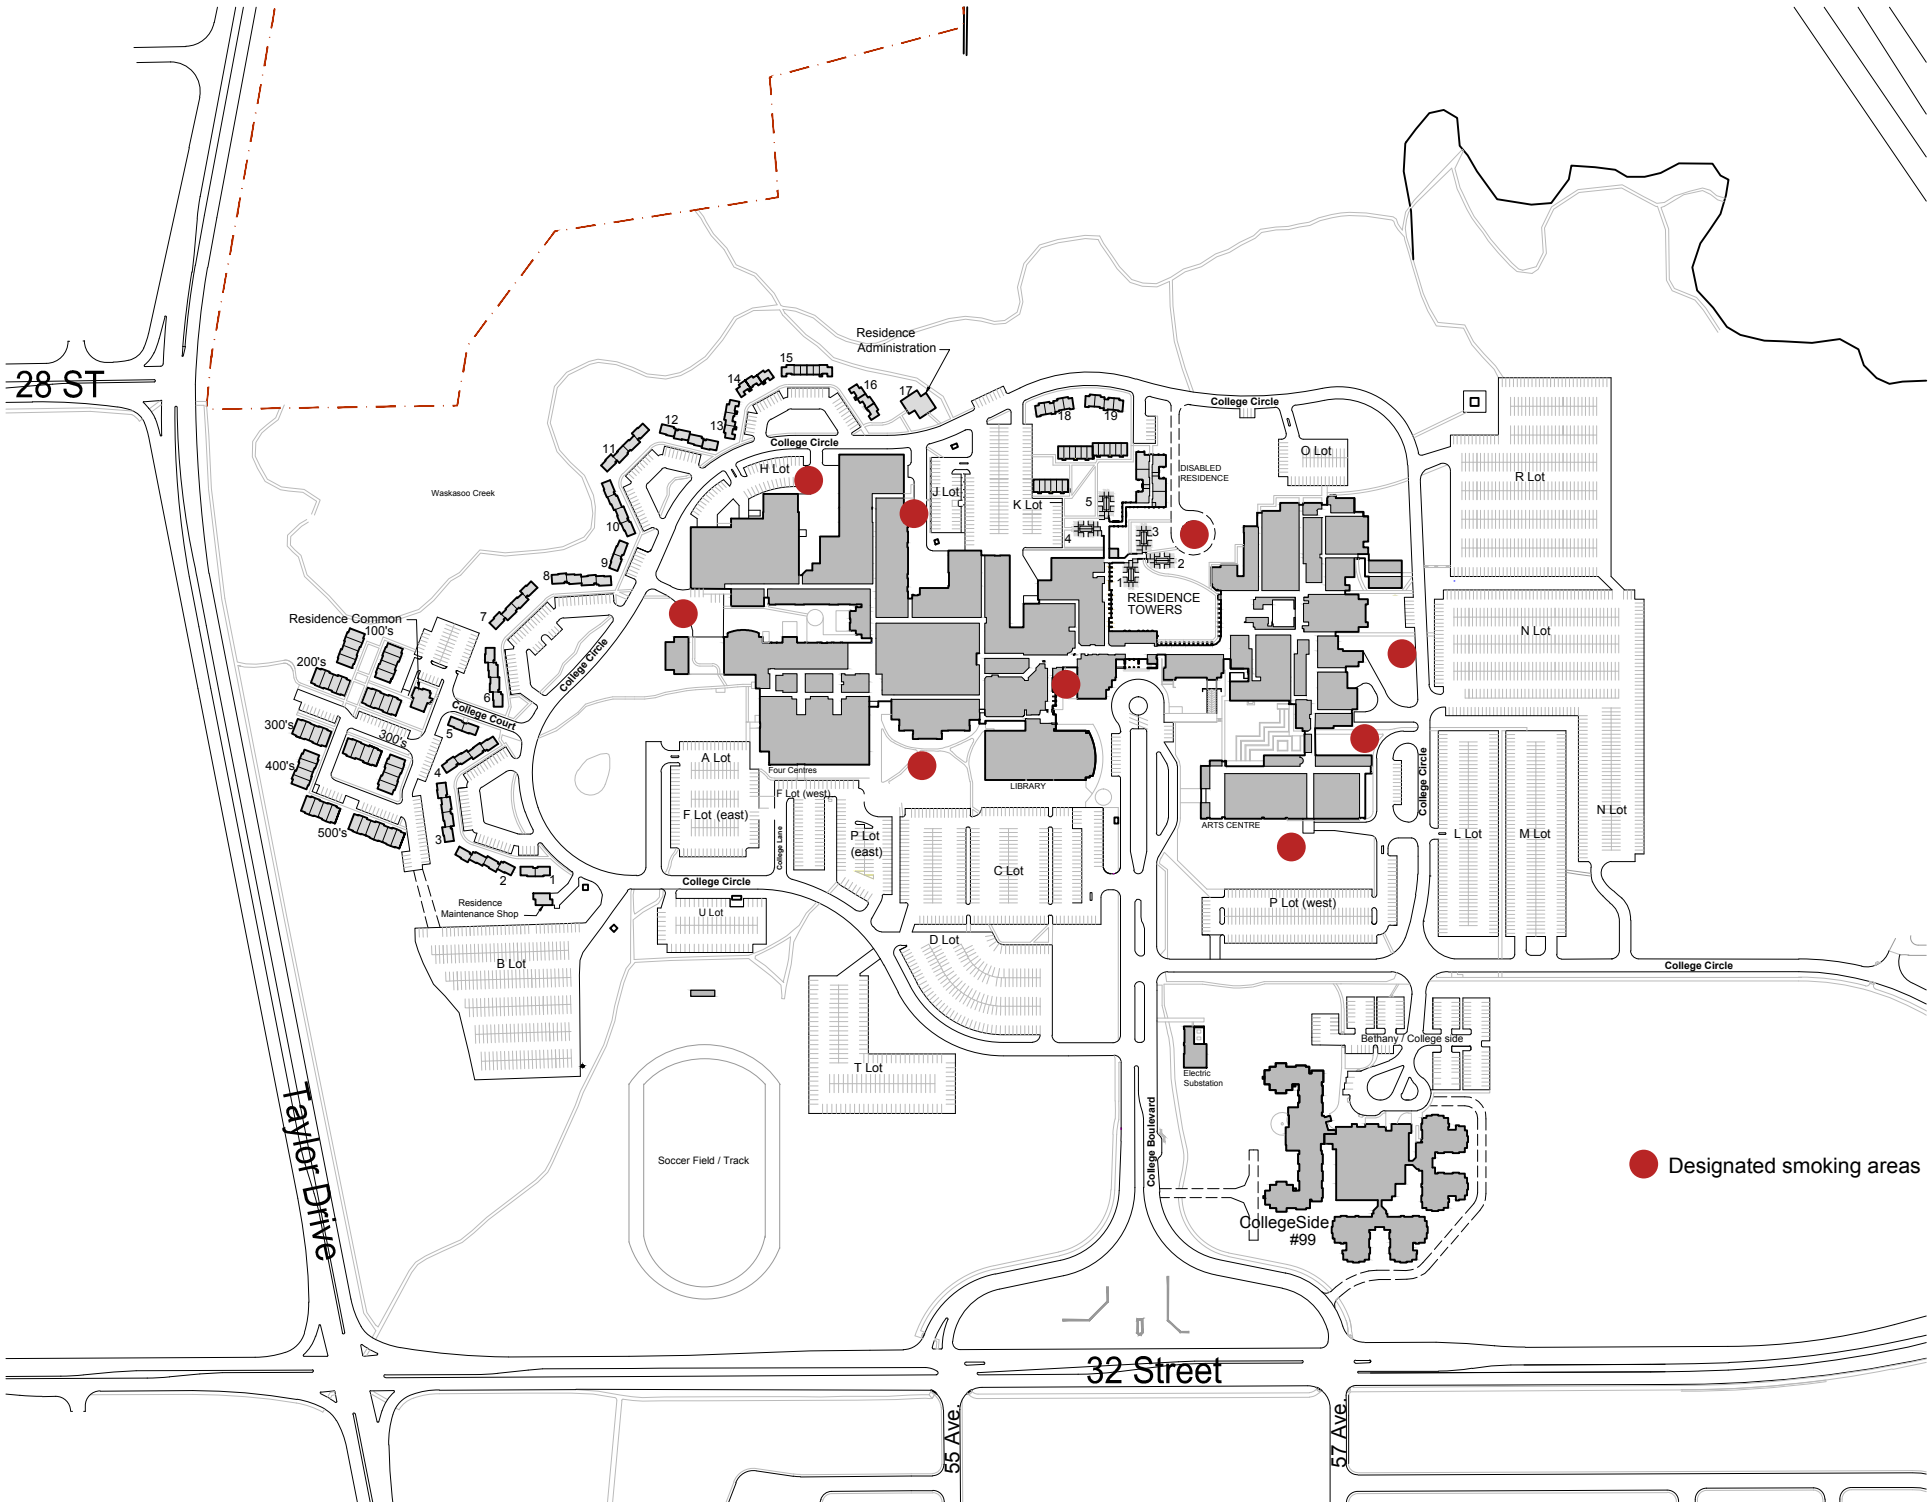 28 ST
Residence
Administration
15
14
16
17
13
12
11
College Circle
H Lot
Waskasoo Creek
10
9
8
7
Residence Common
100's
200's
300's
300's
400's
500's
6
College Court
5
4
3
2
1
College Circle
Residence
Maintenance Shop
18
19
College Circle
J Lot
K Lot
5
4
3
2
1
DISABLED
RESIDENCE
RESIDENCE
TOWERS
O Lot
R Lot
N Lot
N Lot
L Lot
M Lot
College Circle
A Lot
F Lot (east)
Four Centres
F Lot (west)
College Lane
P Lot
(east)
LIBRARY
C Lot
ARTS CENTRE
P Lot (west)
College Circle
U Lot
D Lot
B Lot
T Lot
College Circle
Bethany / College side
Electric
Substation
College Boulevard
Soccer Field / Track
CollegeSide
#99
Designated smoking areas
Taylor Drive
32 Street
55 Ave.
57 Ave.